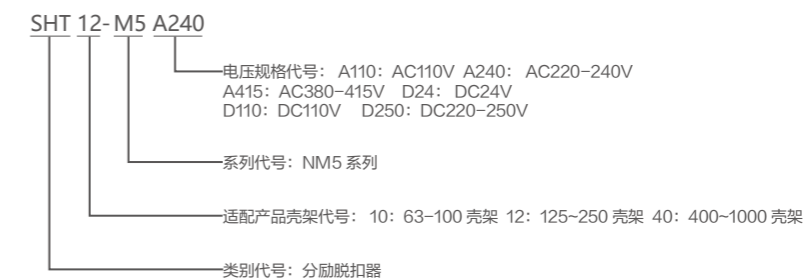 SHT 12- M5 A240
电压规格代号： A110：AC110V A240： AC220-240V
A415：AC380-415V D24： DC24V
D110：DC110V D250：DC220-250V
系列代号：NM5 系列
适配产品壳架代号： 10：63-100 壳架 12：125~250 壳架 40：400~1000 壳架
类别代号：分励脱扣器